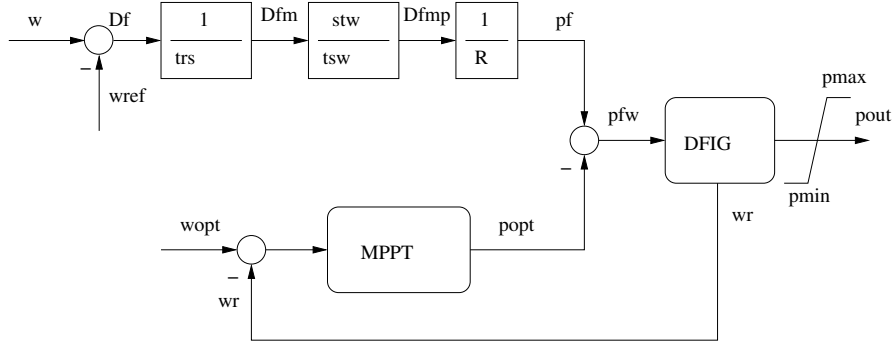 w
Df
1
trs
Dfm
stw
tsw
Dfmp
1
R
pf
−
wref
pfw
DFIG
pmax
pout
pmin
−
wopt
MPPT
popt
−
wr
wr